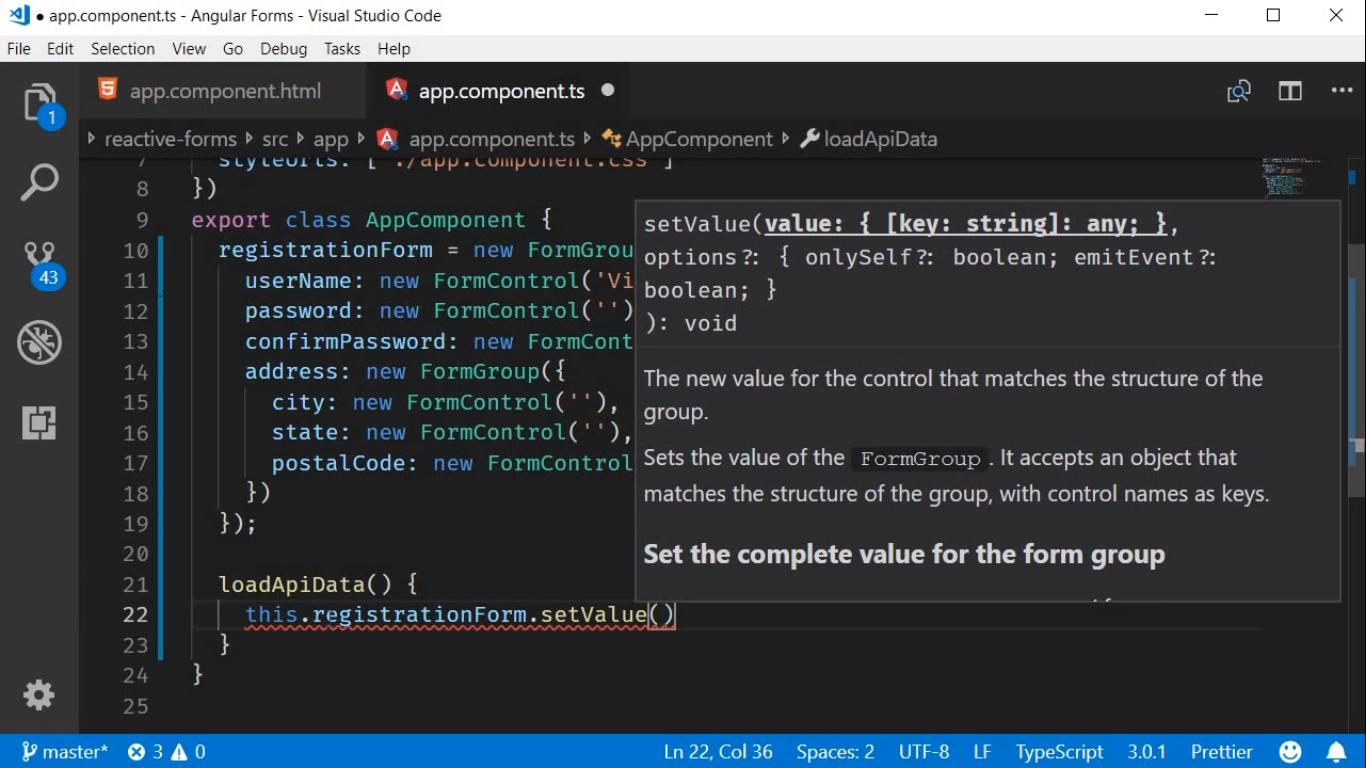 ● app.component.ts - Angular Forms - Visual Studio Code
File Edit Selection View Go Debug Tasks Help
app.component.html app.component.ts ●
reactive-forms src app app.component.ts AppComponent loadApiData
1
43
7 styleUrls: [ './app.component.css' ]
8 })
9 export class AppComponent {
10 registrationForm = new FormGrou
11 userName: new FormControl('Vi
12 password: new FormControl('')
13 confirmPassword: new FormCont
14 address: new FormGroup({
15 city: new FormControl(''),
16 state: new FormControl(''),
17 postalCode: new FormControl
18 })
19 });
20
21 loadApiData() {
22 this.registrationForm.setValue()
23 }
24 }
25
setValue(value: { [key: string]: any; },
options?: { onlySelf?: boolean; emitEvent?:
boolean; }
): void
The new value for the control that matches the structure of the
group.
Sets the value of the FormGroup. It accepts an object that
matches the structure of the group, with control names as keys.
Set the complete value for the form group
master* 3 0 Ln 22, Col 36 Spaces: 2 UTF-8 LF TypeScript 3.0.1 Prettier